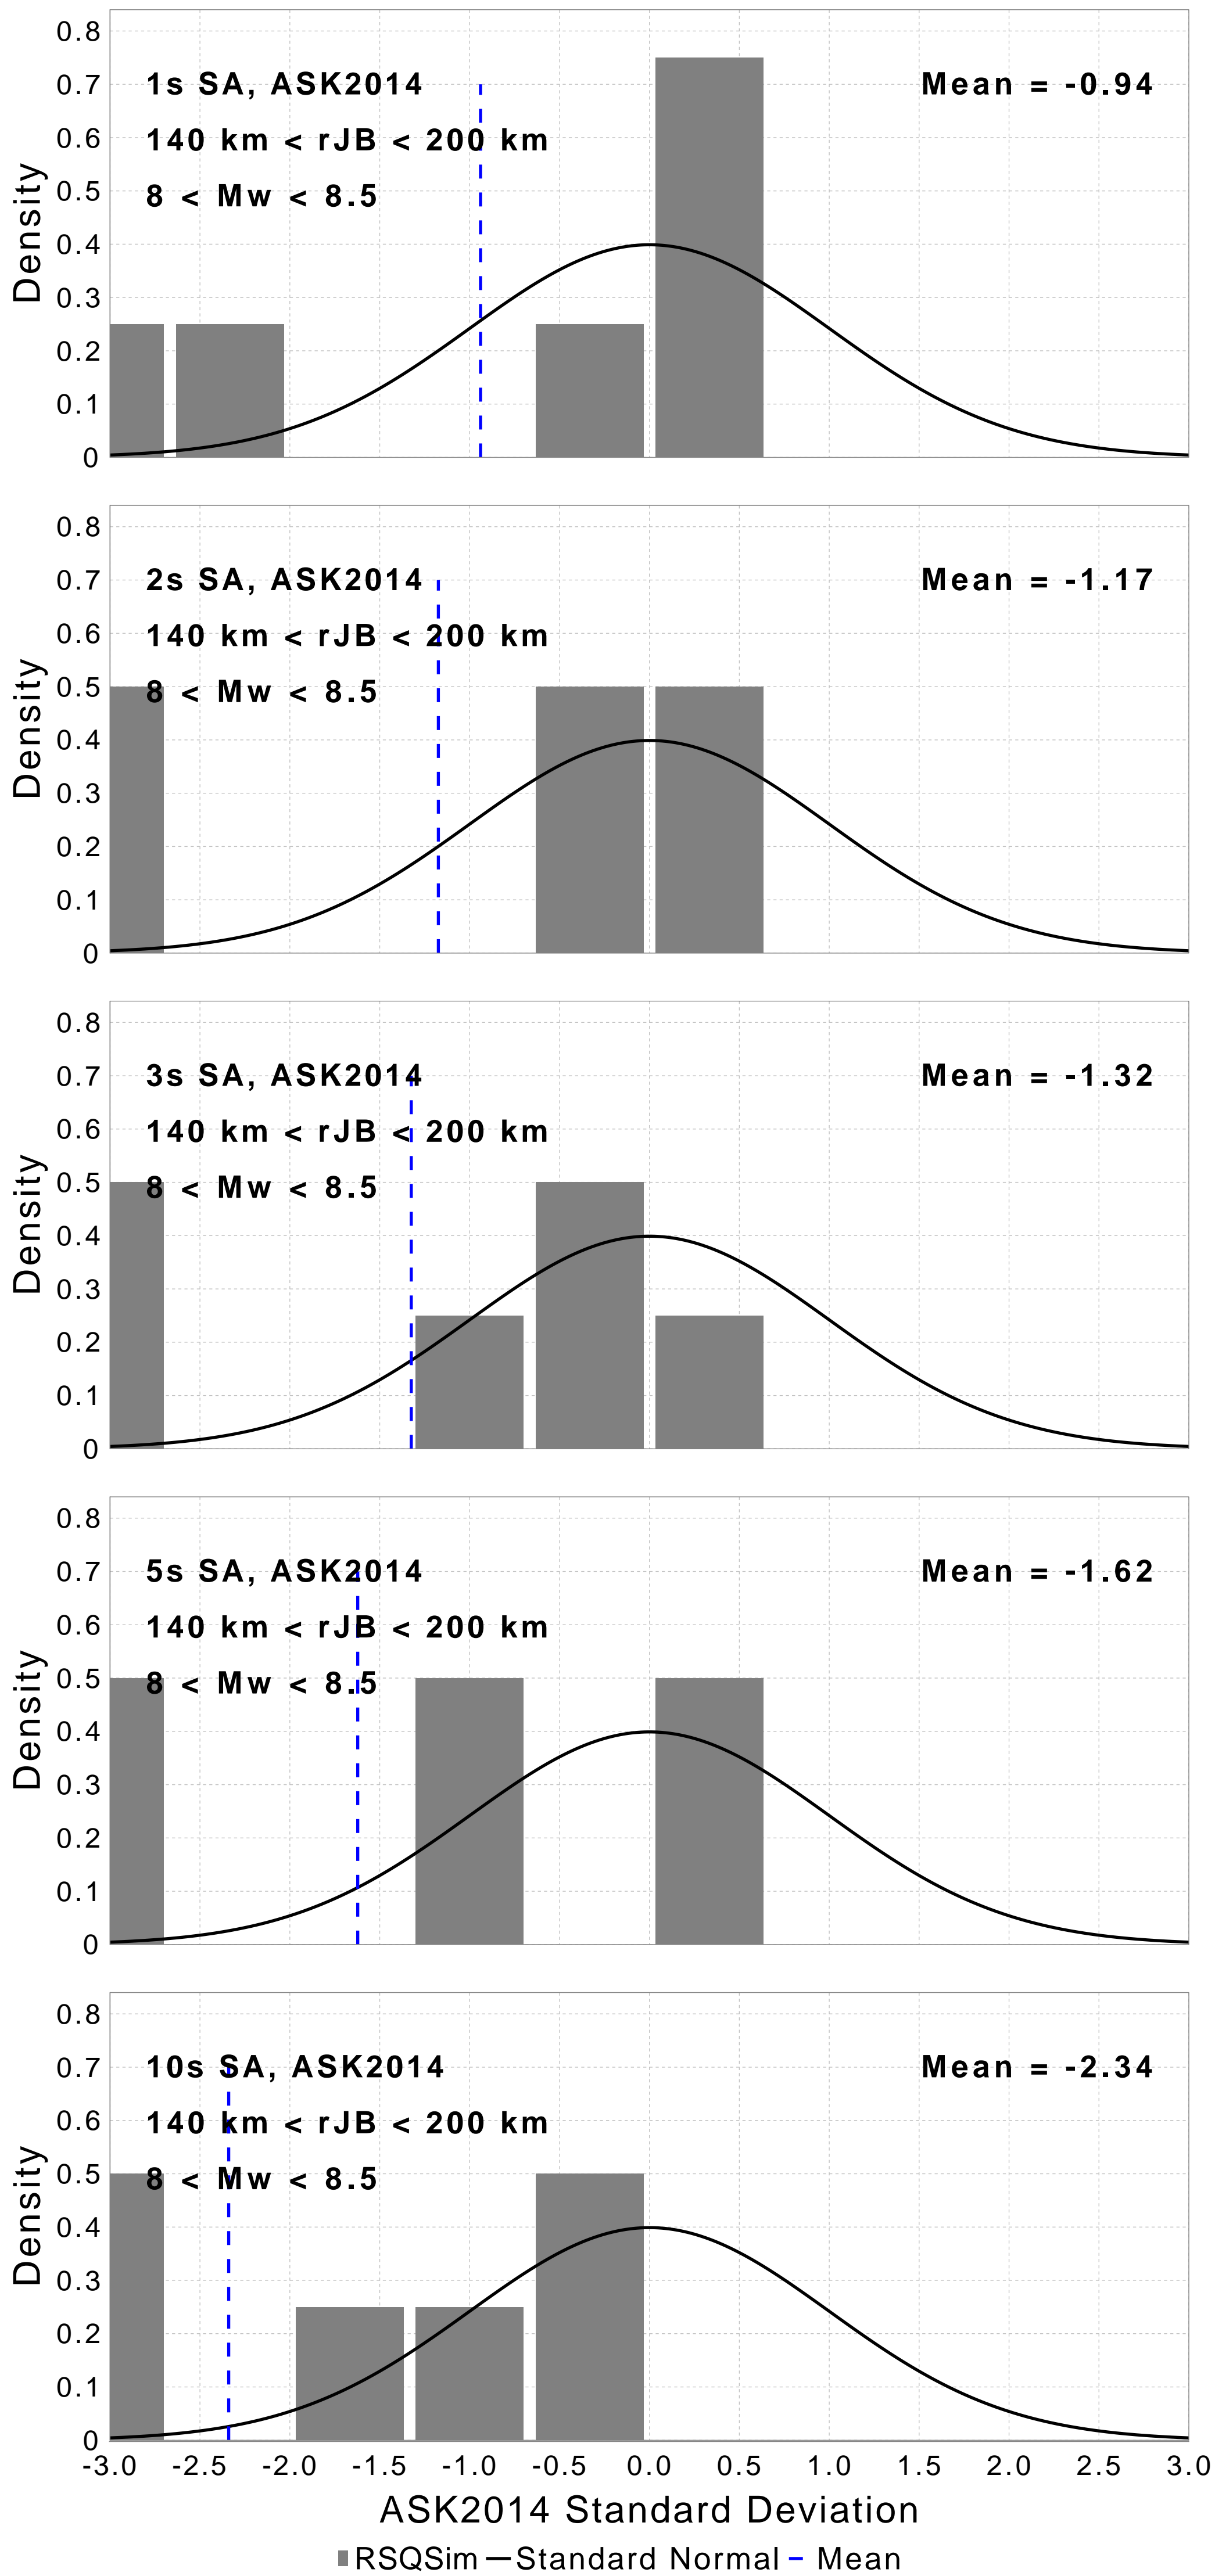 0.8
0.7
0.6
0.5
0.4
0.3
0.2
0.1
0
Density
1s SA, ASK2014
Mean = -0.94
140 km < rJB < 200 km
8 < Mw < 8.5
0.8
0.7
0.6
0.5
0.4
0.3
0.2
0.1
0
Density
2s SA, ASK2014
Mean = -1.17
140 km < rJB < 200 km
8 < Mw < 8.5
0.8
0.7
0.6
0.5
0.4
0.3
0.2
0.1
0
Density
3s SA, ASK2014
Mean = -1.32
140 km < rJB < 200 km
8 < Mw < 8.5
0.8
0.7
0.6
0.5
0.4
0.3
0.2
0.1
0
Density
5s SA, ASK2014
Mean = -1.62
140 km < rJB < 200 km
8 < Mw < 8.5
0.8
0.7
0.6
0.5
0.4
0.3
0.2
0.1
0
Density
10s SA, ASK2014
Mean = -2.34
140 km < rJB < 200 km
8 < Mw < 8.5
-3.0 -2.5 -2.0 -1.5 -1.0 -0.5 0.0 0.5 1.0 1.5 2.0 2.5 3.0
ASK2014 Standard Deviation
RSQSim Standard Normal Mean